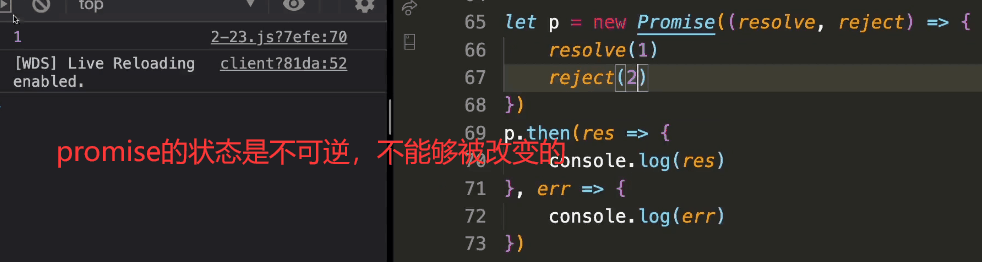 top
1 2-23.js?7efe:70
[WDS] Live Reloading client?81da:52
enabled.
65 let p = new Promise((resolve, reject) => {
66 resolve(1)
67 reject(2)
68 })
69 p.then(res => {
promise的状态是不可逆，不能够被改变的
70 console.log(res)
71 }, err => {
72 console.log(err)
73 })